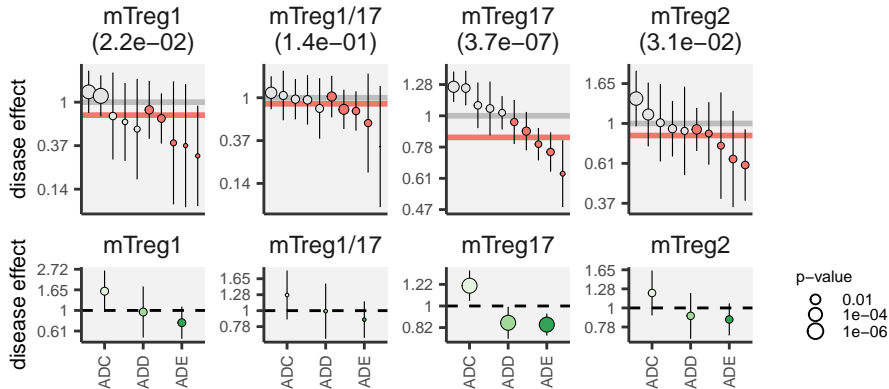 mTreg1
(2.2e−02)
mTreg1/17
(1.4e−01)
mTreg17
(3.7e−07)
mTreg2
(3.1e−02)
disase effect
1
0.37
0.14
1
0.37
0.14
1.28
1
0.78
0.61
0.47
1.65
1
0.61
0.37
mTreg1
mTreg1/17
mTreg17
mTreg2
disease effect
2.72
1.65
1
0.61
1.65
1.28
1
0.78
1.22
1
0.82
1.65
1.28
1
0.78
ADC
ADD
ADE
ADC
ADD
ADE
ADC
ADD
ADE
ADC
ADD
ADE
p−value
0.01
1e−04
1e−06